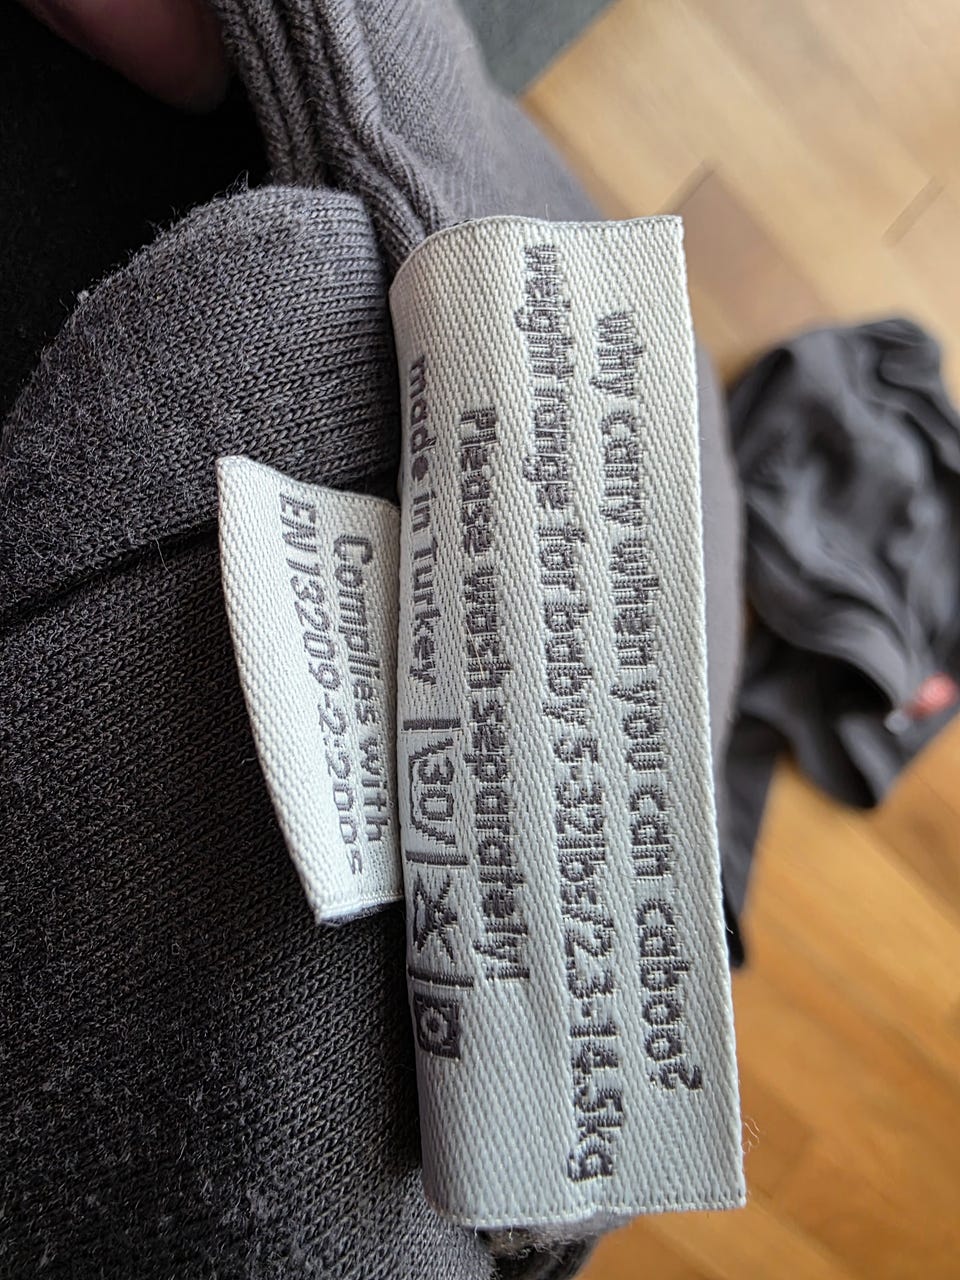 Why carry when you can caboo?
weight range for baby 5-32lbs/2.3-14.5kg
Please wash separately!
made in Turkey 30
Complies with
EN 13209-2:2005